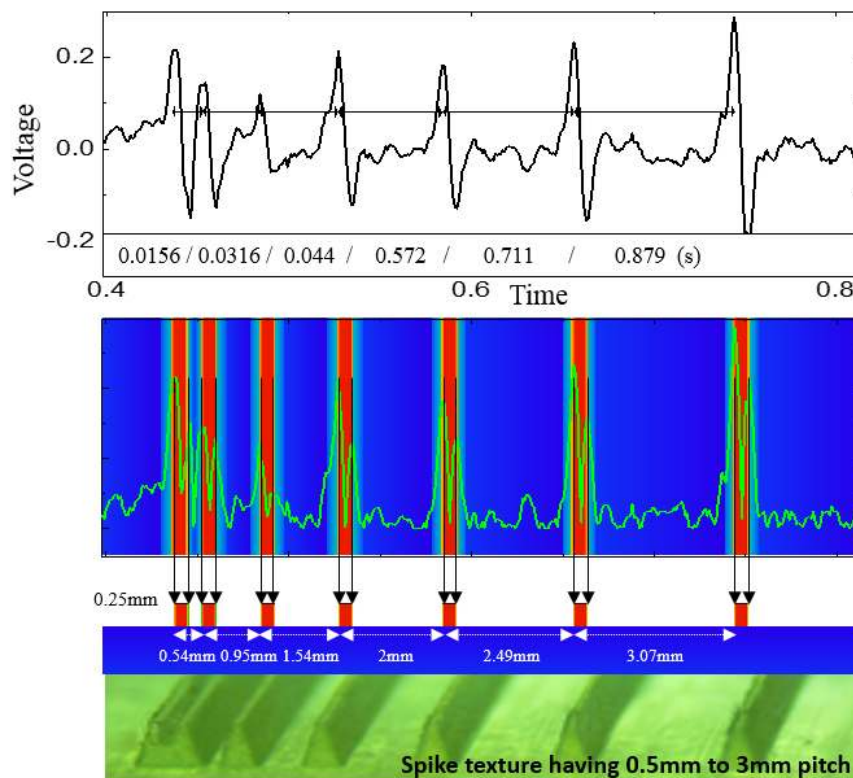 0.2
0.0
-0.2
Voltage
0.0156 / 0.0316 / 0.044 / 0.572 / 0.711 / 0.879 (s)
0.4 0.6 0.8
Time
0.25mm
0.54mm 0.95mm 1.54mm 2mm 2.49mm 3.07mm
Spike texture having 0.5mm to 3mm pitch